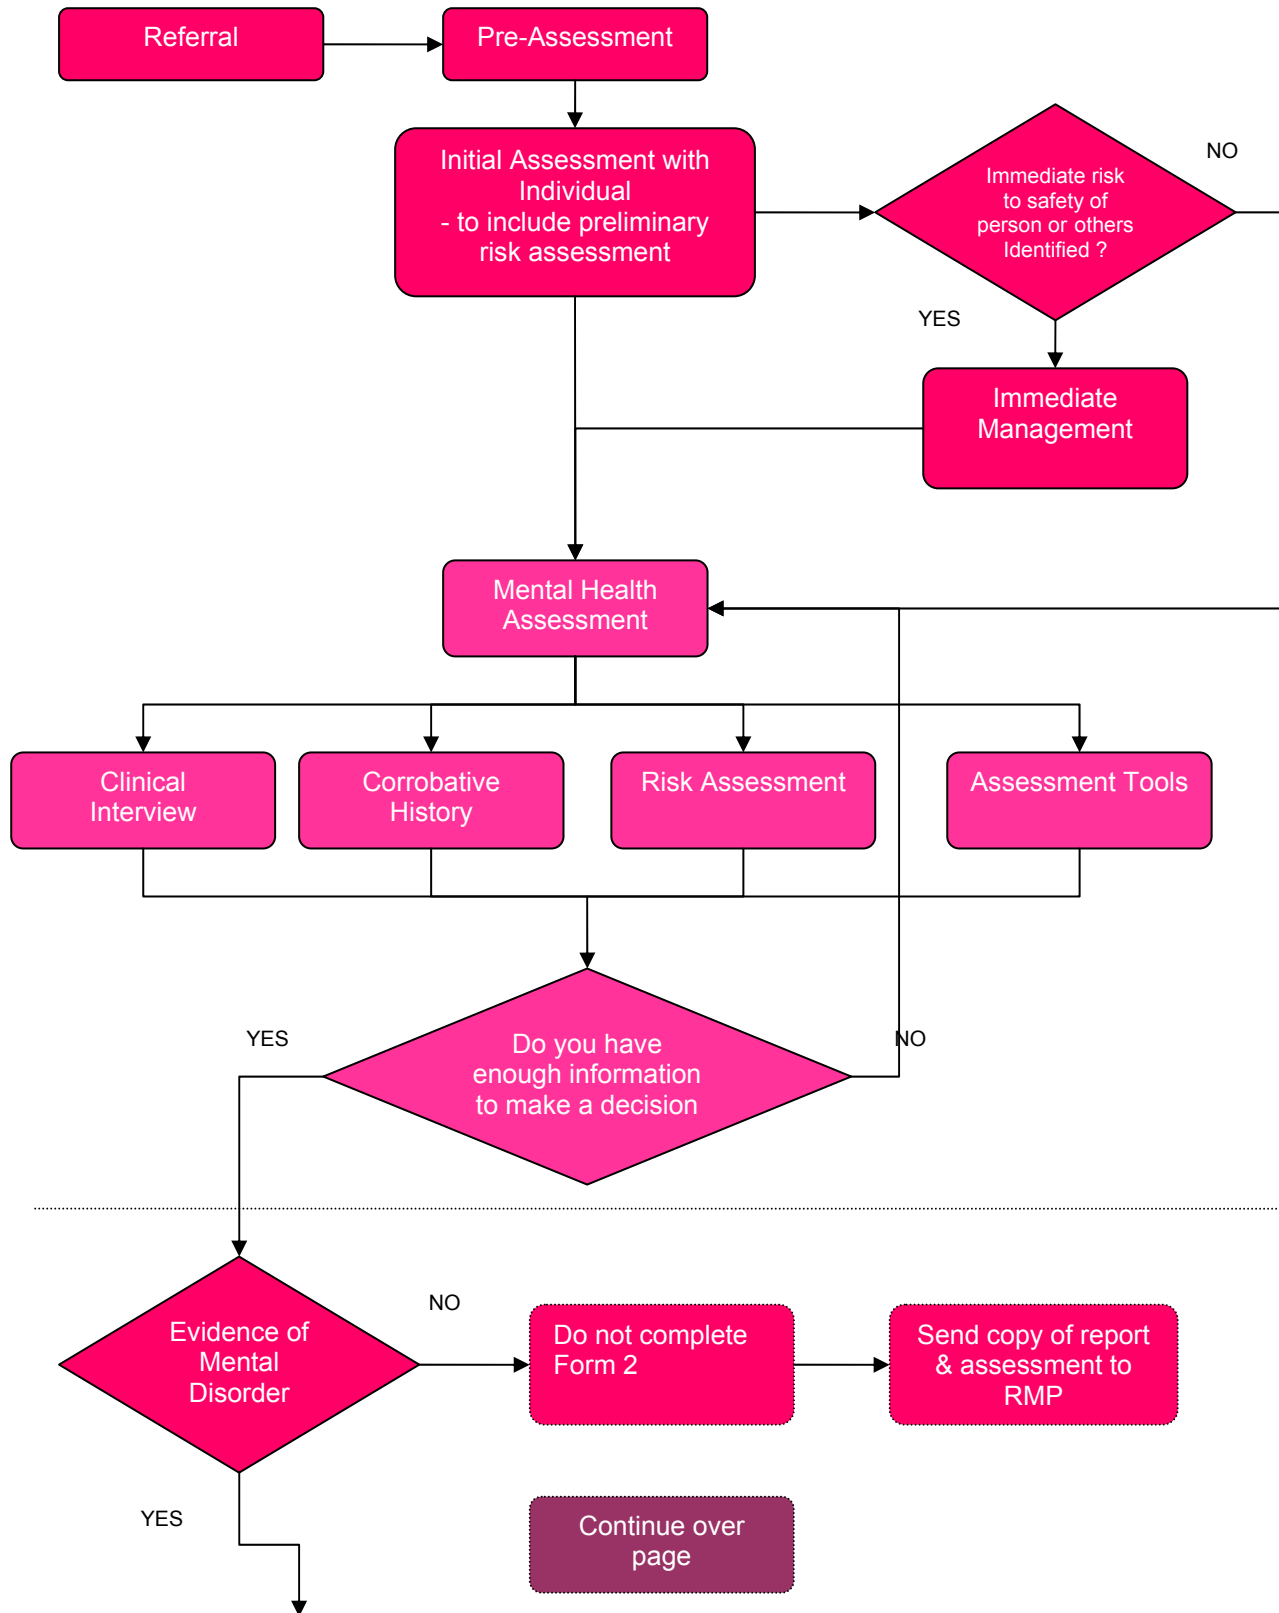 Referral
Pre-Assessment
Initial Assessment with
Individual
- to include preliminary
risk assessment
Immediate risk
to safety of
person or others
Identified ?
NO
YES
Immediate
Management
Mental Health
Assessment
Clinical
Interview
Corrobative
History
Risk Assessment
Assessment Tools
YES
Do you have
enough information
to make a decision
NO
Evidence of
Mental
Disorder
NO
Do not complete
Form 2
Send copy of report
& assessment to
RMP
YES
Continue over
page